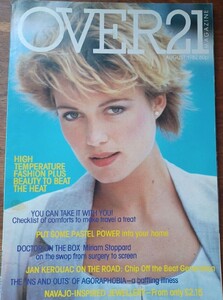 OVER21
MAGAZINE
HIGH
TEMPERATURE
FASHION PLUS
BEAUTY TO BEAT
THE HEAT
YOU CAN TAKE IT WITH YOU!
Checklist of comforts to make travel a treat
PUT SOME PASTEL POWER into your home
DOCTOR ON THE BOX Miriam Stoppard
on the swop from surgery to screen
JAN KEROUAC ON THE ROAD: Chip Off the Beat Generation
THE 'INS AND OUTS' OF AGORAPHOBIA—a baffling illness
NAVAJO-INSPIRED JEWELLERY—From only